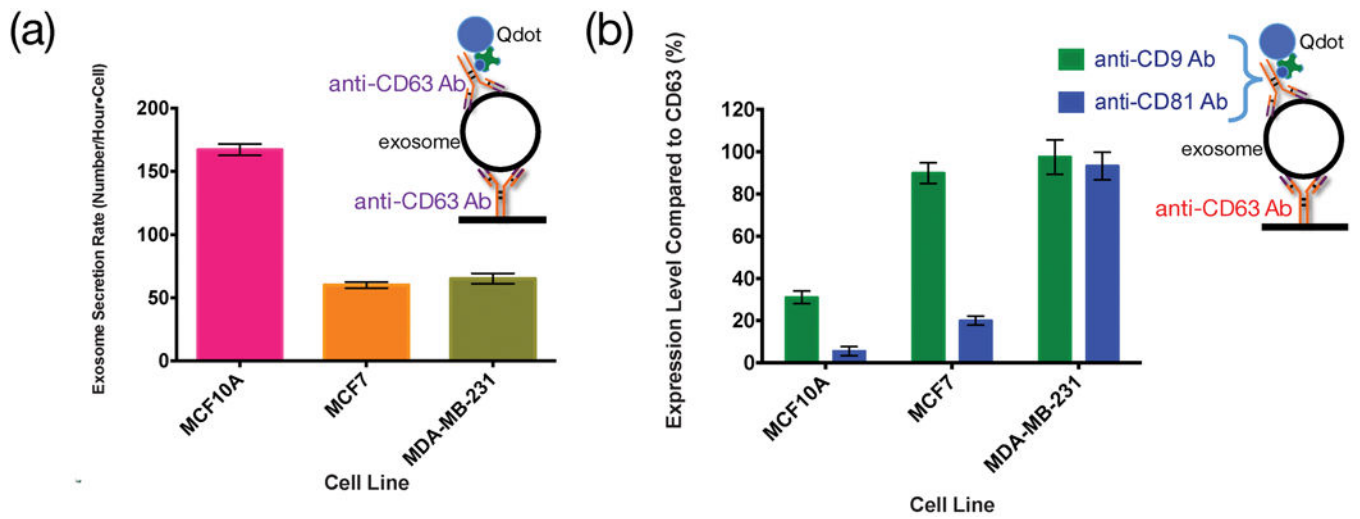 (a)
Qdot
anti-CD63 Ab
exosome
anti-CD63 Ab
Exosome Secretion Rate (Number/Hour•Cell)
200
150
100
50
0
MCF10A
MCF7
MDA-MB-231
Cell Line
(b)
anti-CD9 Ab
anti-CD81 Ab
Qdot
exosome
anti-CD63 Ab
Expression Level Compared to CD63 (%)
120
100
80
60
40
20
0
MCF10A
MCF7
MDA-MB-231
Cell Line